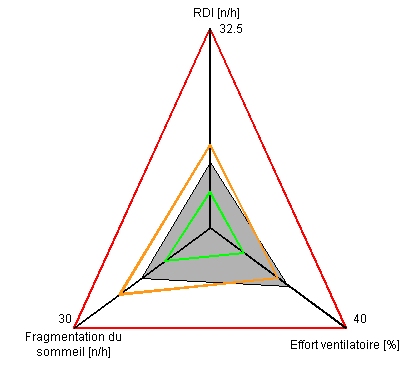 RDI [n/h]
32.5
30
40
Fragmentation du
sommeil [n/h]
Effort ventilatoire [%]